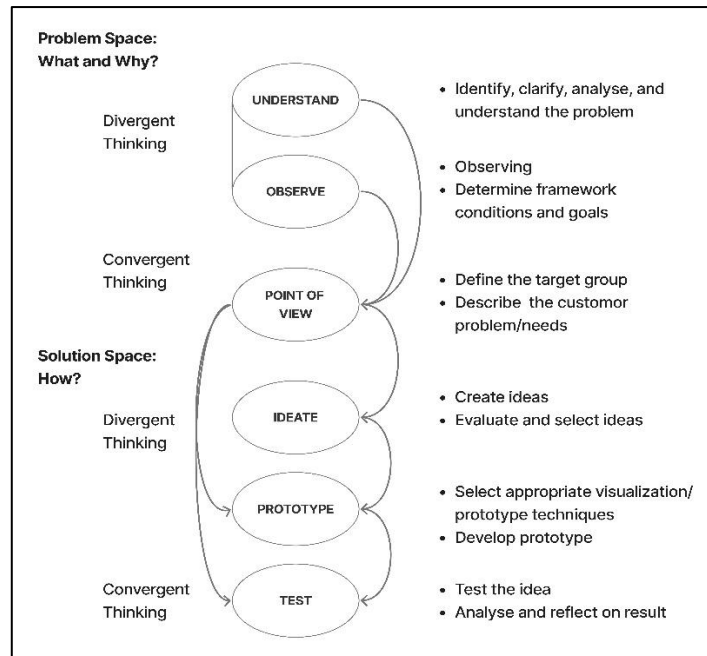 Problem Space:
What and Why?
UNDERSTAND
Divergent
Thinking
• Identify, clarify, analyse, and
understand the problem
OBSERVE
• Observing
• Determine framework
conditions and goals
Convergent
Thinking
POINT OF
VIEW
• Define the target group
• Describe the customor
problem/needs
Solution Space:
How?
Divergent
Thinking
IDEATE
• Create ideas
• Evaluate and select ideas
PROTOTYPE
• Select appropriate visualization/
prototype techniques
• Develop prototype
Convergent
Thinking
TEST
• Test the idea
• Analyse and reflect on result